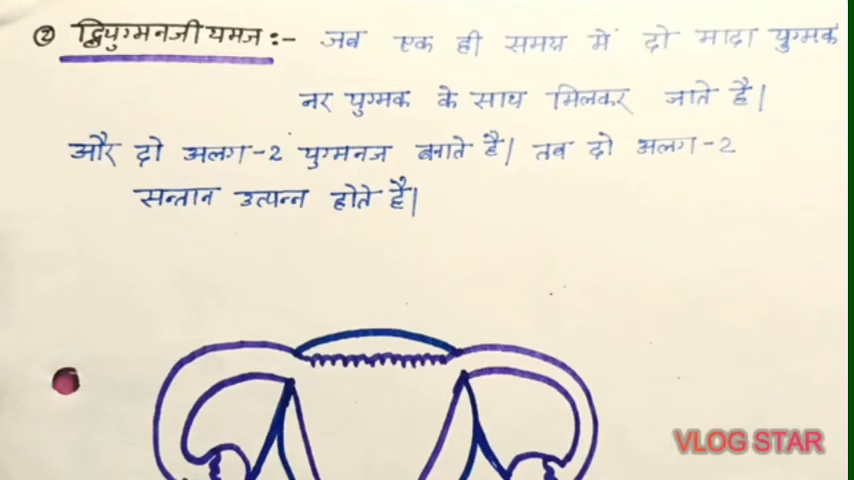 ② द्वियुग्मनजी यमज :- जब एक ही समय में दो मादा युग्मक
नर युग्मक के साथ मिलकर जाते है।
और दो अलग-2 युग्मनज बनाते है। तब दो अलग-2
सन्तान उत्पन्न होते है।
VLOG STAR